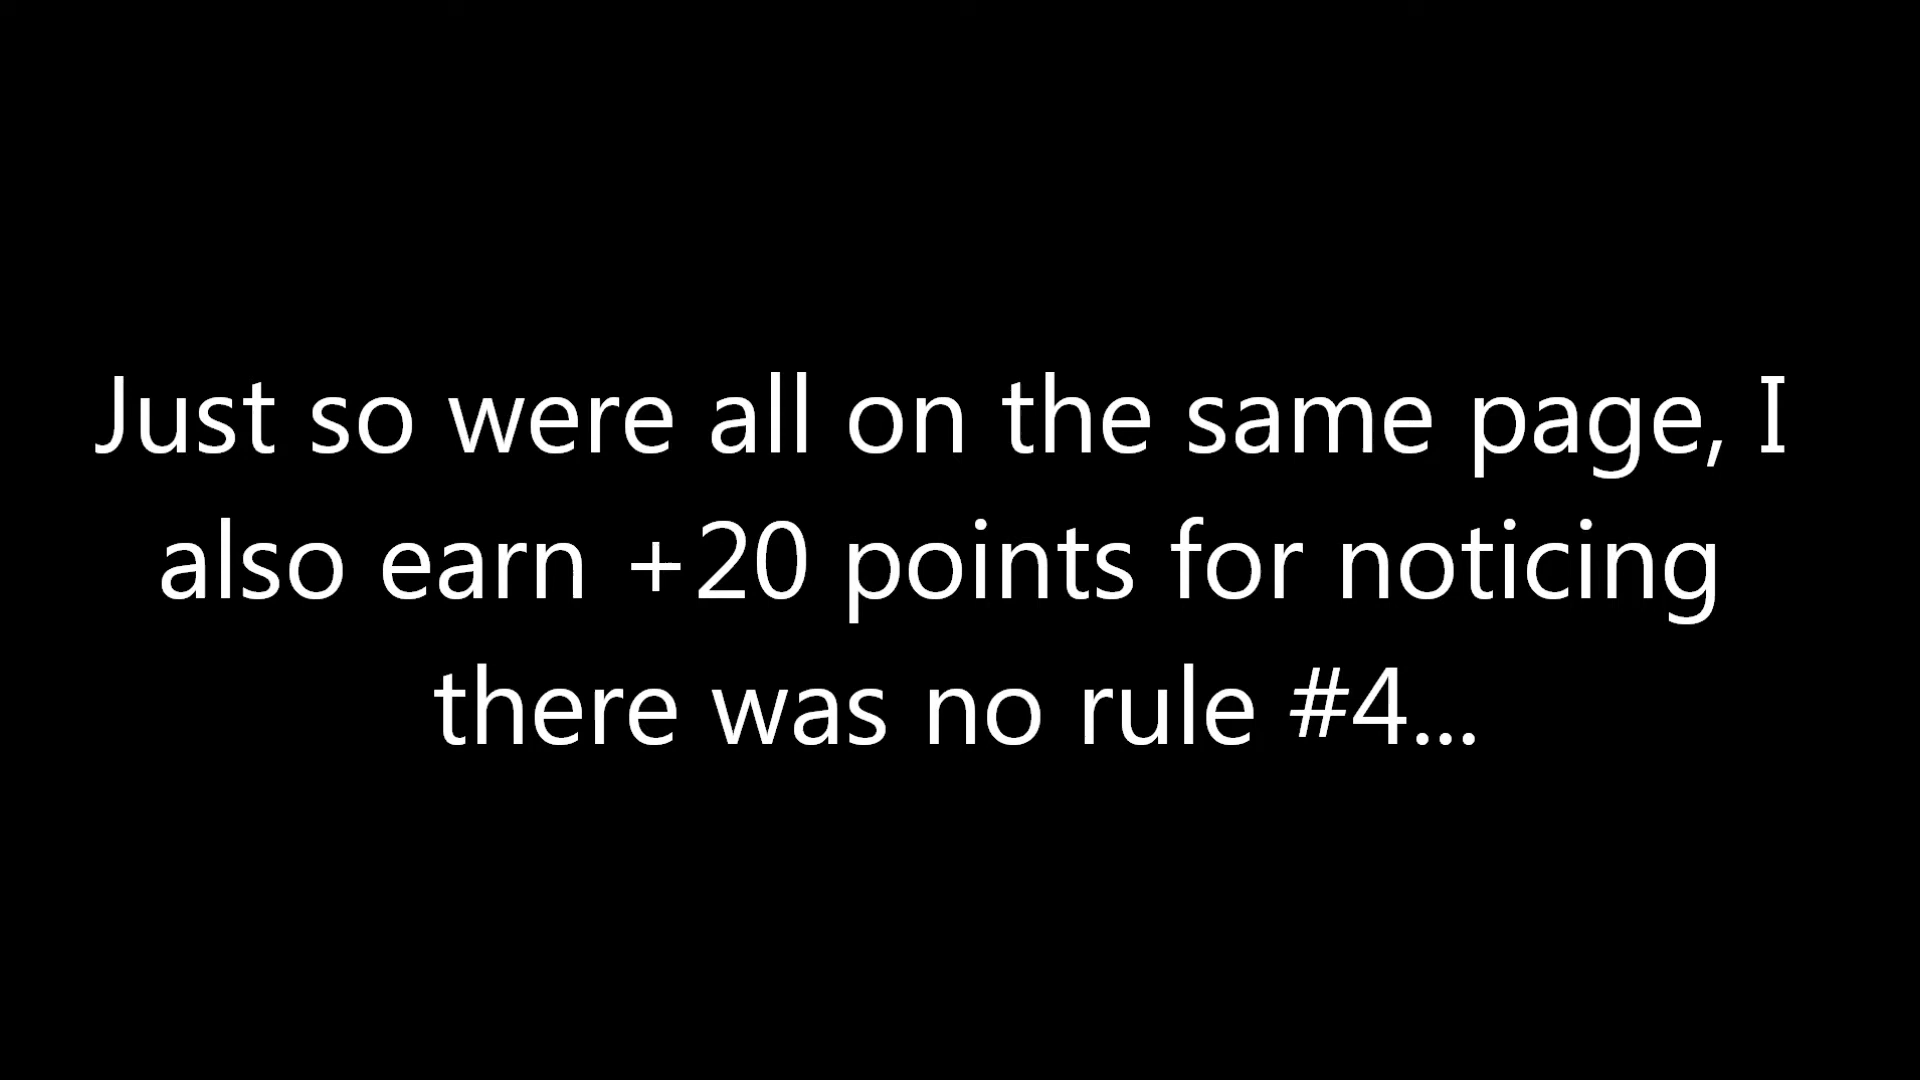 Just so were all on the same page, I
also earn +20 points for noticing
there was no rule #4...